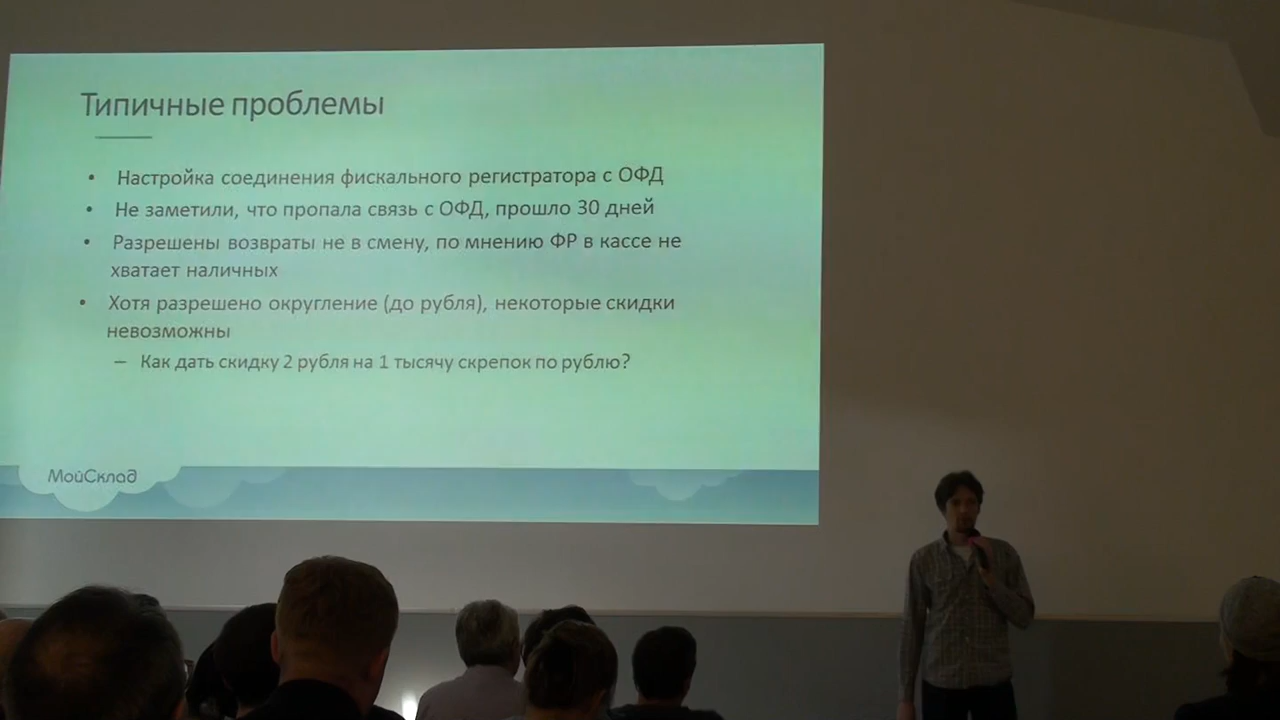 Типичные проблемы
• Настройка соединения фискального регистратора с ОФД
• Не заметили, что пропала связь с ОФД, прошло 30 дней
• Разрешены возвраты не в смену, по мнению ФР в кассе не
хватает наличных
• Хотя разрешено округление (до рубля), некоторые скидки
невозможны
– Как дать скидку 2 рубля на 1 тысячу скрепок по рублю?
МойСклад